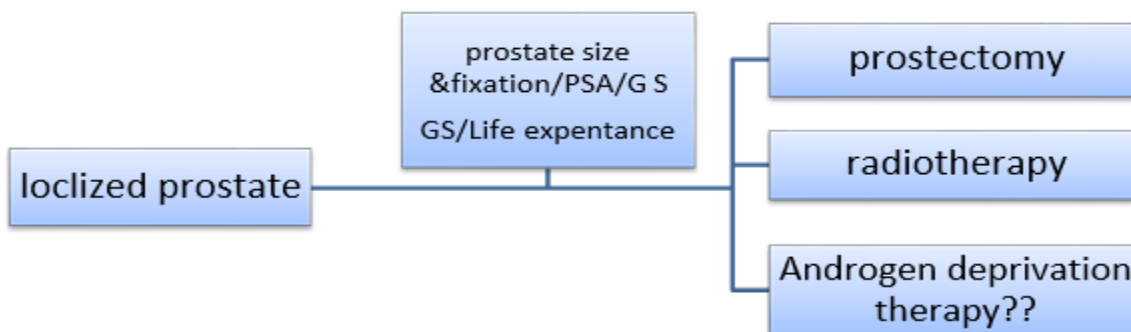 loclized prostate
prostate size
&fixation/PSA/G S
GS/Life expentance
prostectomy
radiotherapy
Androgen deprivation
therapy??